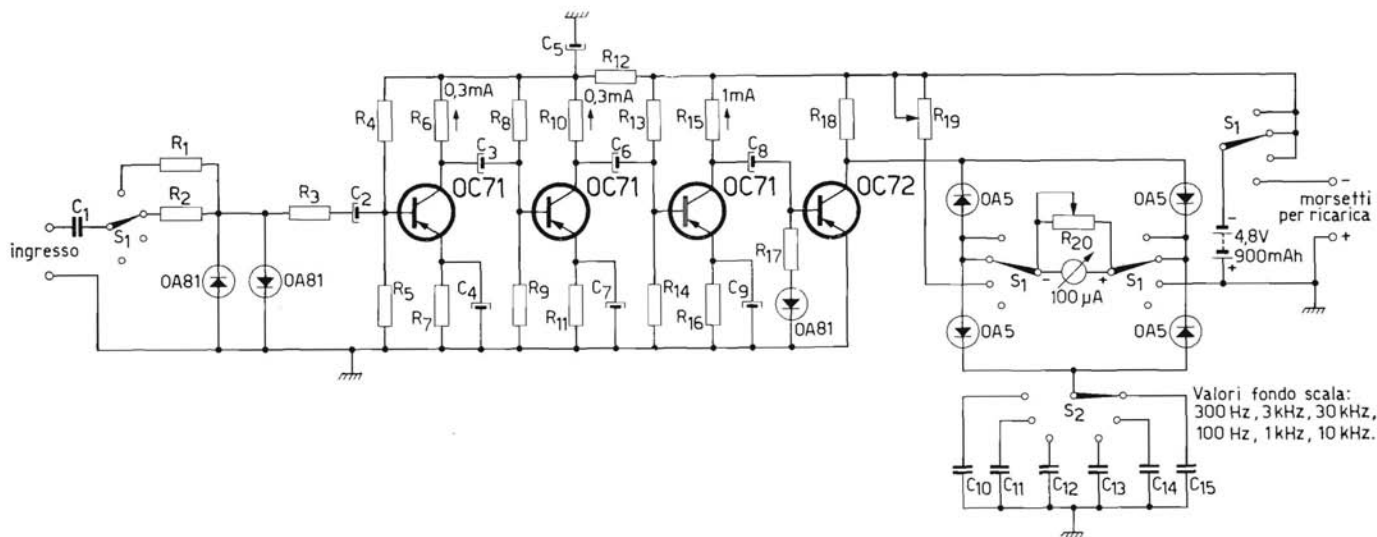 C5
R12
0,3mA
0,3mA
1mA
R4
R6
R8
R10
R13
R15
R18
R19
C3
C6
C8
S1
R1
OC71
OC71
OC71
OC72
OA5
OA5
morsetti
per ricarica
−
+
C1
S1
R2
R3
C2
ingresso
R20
4,8V
900mAh
−
+
R17
S1
−
+
S1
100 µA
OA81
OA81
R5
R7
C4
R9
R11
C7
R14
R16
C9
OA81
OA5
OA5
S2
Valori fondo scala:
300 Hz, 3 kHz, 30 kHz,
100 Hz, 1 kHz, 10 kHz.
C10
C11
C12
C13
C14
C15